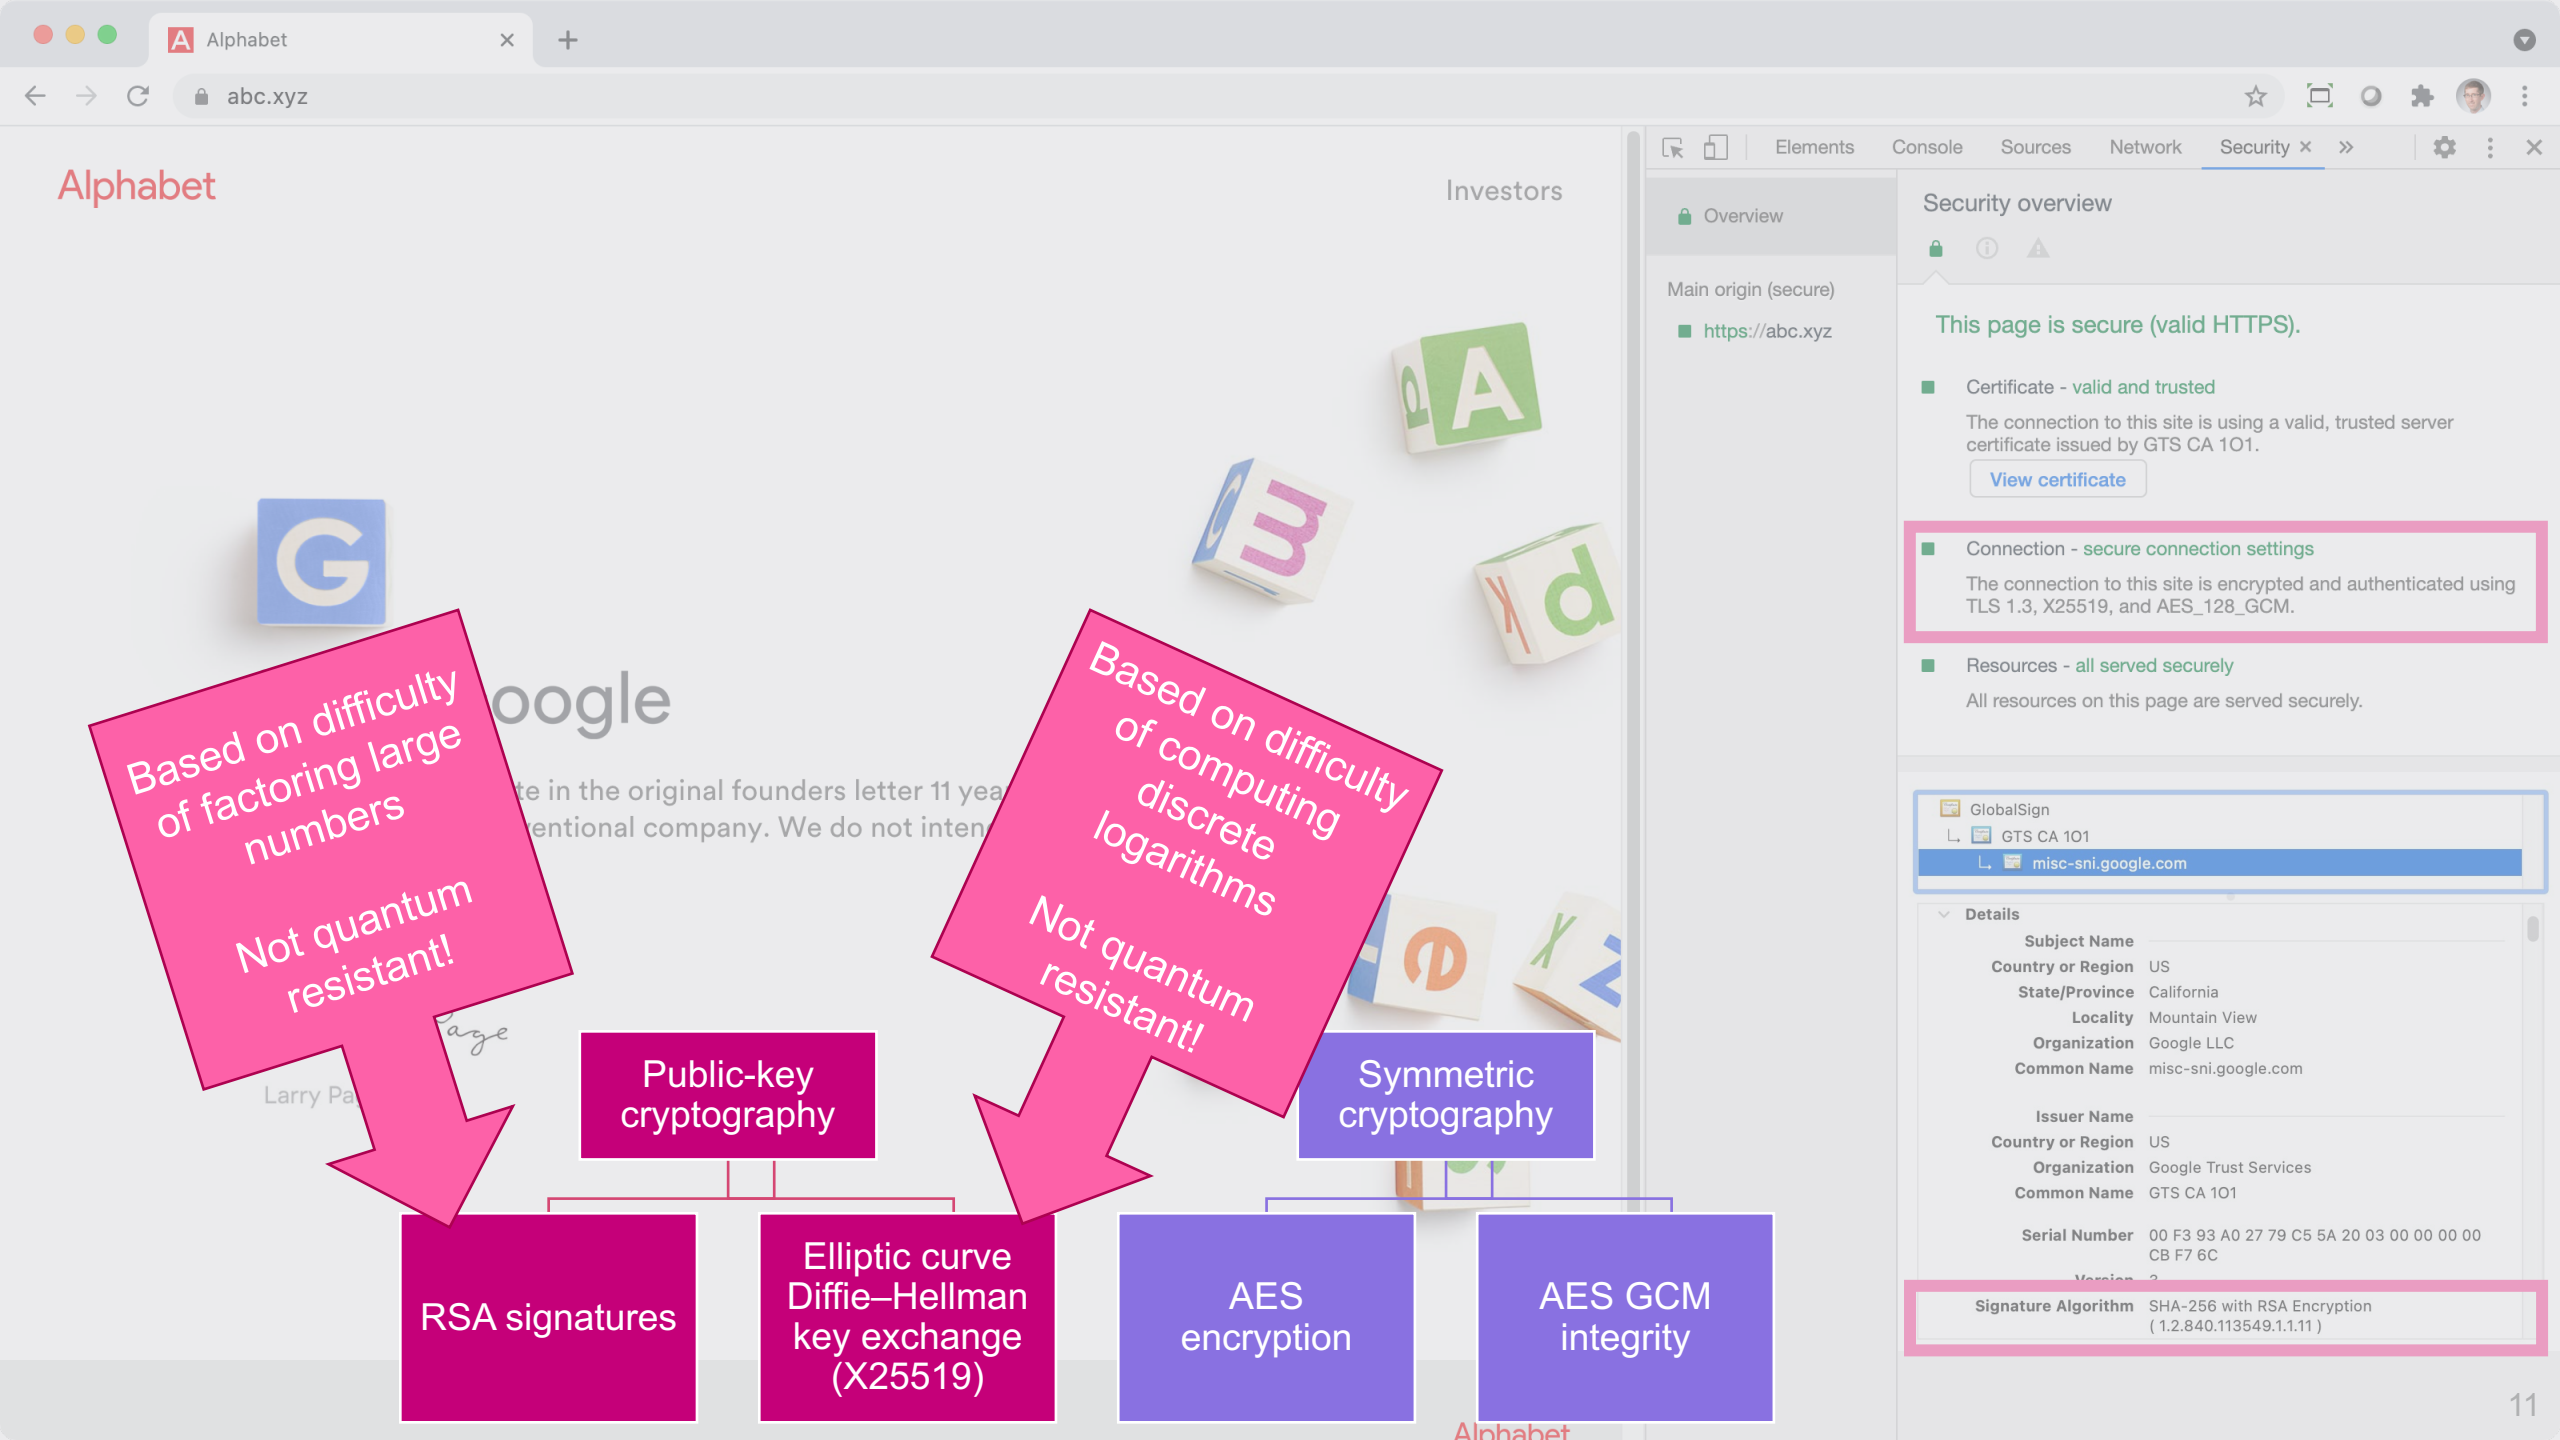 Alphabet
abc.xyz
Elements Console Sources Network Security
Alphabet
Investors
Overview
Main origin (secure)
https://abc.xyz
Security overview
This page is secure (valid HTTPS).
Certificate - valid and trusted
The connection to this site is using a valid, trusted server
certificate issued by GTS CA 1O1.
View certificate
Connection - secure connection settings
The connection to this site is encrypted and authenticated using
TLS 1.3, X25519, and AES_128_GCM.
Resources - all served securely
All resources on this page are served securely.
GlobalSign
GTS CA 1O1
misc-sni.google.com
Details
Subject Name
Country or Region US
State/Province California
Locality Mountain View
Organization Google LLC
Common Name misc-sni.google.com
Issuer Name
Country or Region US
Organization Google Trust Services
Common Name GTS CA 1O1
Serial Number 00 F3 93 A0 27 79 C5 5A 20 03 00 00 00 00
CB F7 6C
Version 3
Signature Algorithm SHA-256 with RSA Encryption
( 1.2.840.113549.1.1.11 )
A
m
d
G
e
oogle
in the original founders letter 11
company. We do not
Page
Larry
Based on difficulty
of factoring large
numbers
Not quantum
resistant!
Based on difficulty
of computing
discrete
logarithms
Not quantum
resistant!
Public-key
cryptography
RSA signatures
Elliptic curve
Diffie–Hellman
key exchange
(X25519)
Symmetric
cryptography
AES
encryption
AES GCM
integrity
Alphabet
11